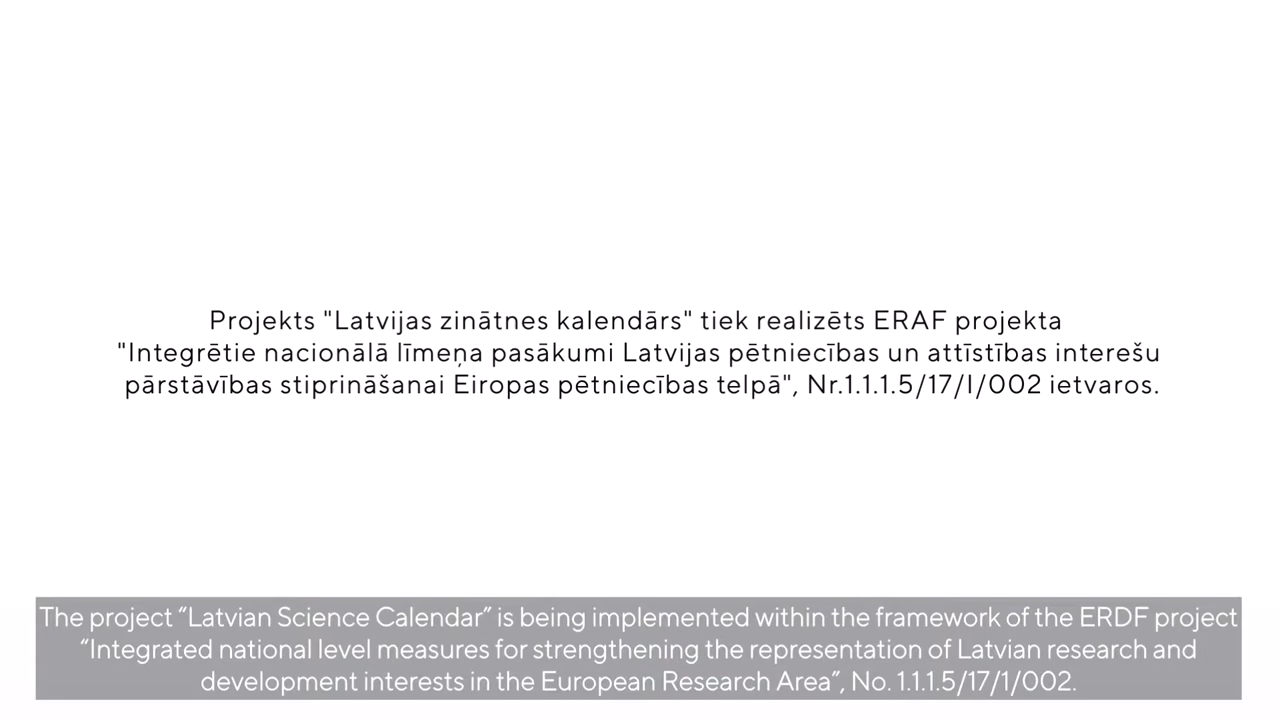 Projekts "Latvijas zinātnes kalendārs" tiek realizēts ERAF projekta
"Integrētie nacionālā līmeņa pasākumi Latvijas pētniecības un attīstības interešu
pārstāvības stiprināšanai Eiropas pētniecības telpā", Nr.1.1.1.5/17/I/002 ietvaros.
The project “Latvian Science Calendar” is being implemented within the framework of the ERDF project
“Integrated national level measures for strengthening the representation of Latvian research and
development interests in the European Research Area”, No. 1.1.1.5/17/1/002.